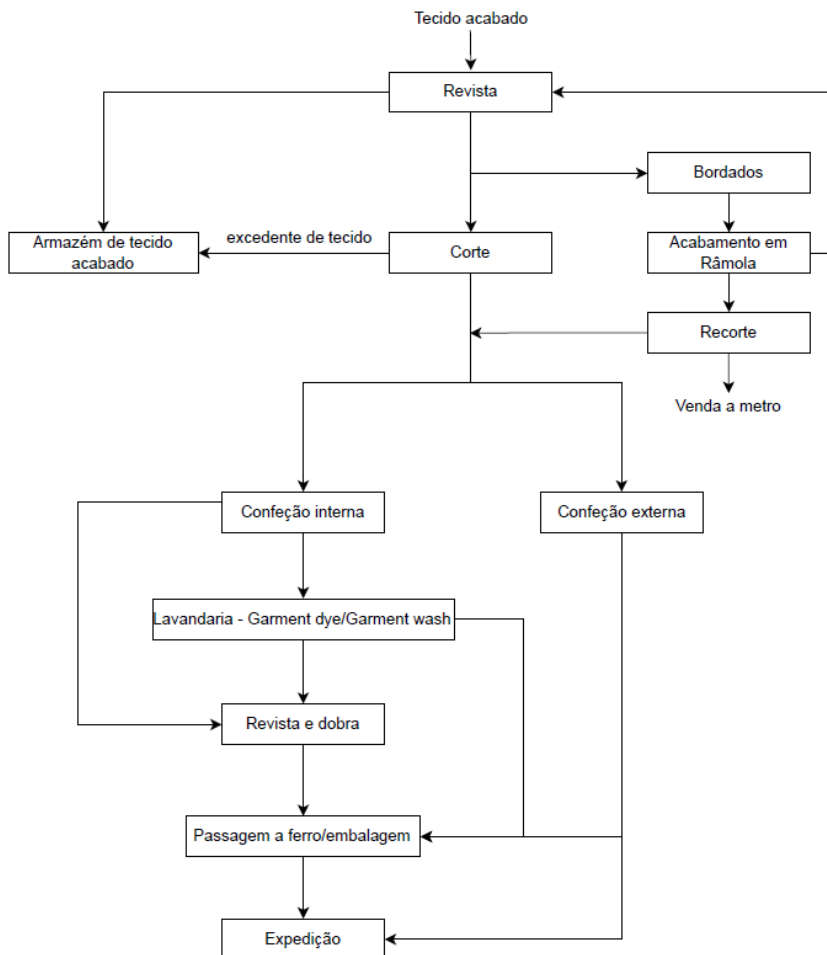 Tecido acabado
Revista
Bordados
Armazém de tecido
acabado
excedente de tecido
Corte
Acabamento em
Râmola
Recorte
Venda a metro
Confeção interna
Confeção externa
Lavandaria - Garment dye/Garment wash
Revista e dobra
Passagem a ferro/embalagem
Expedição